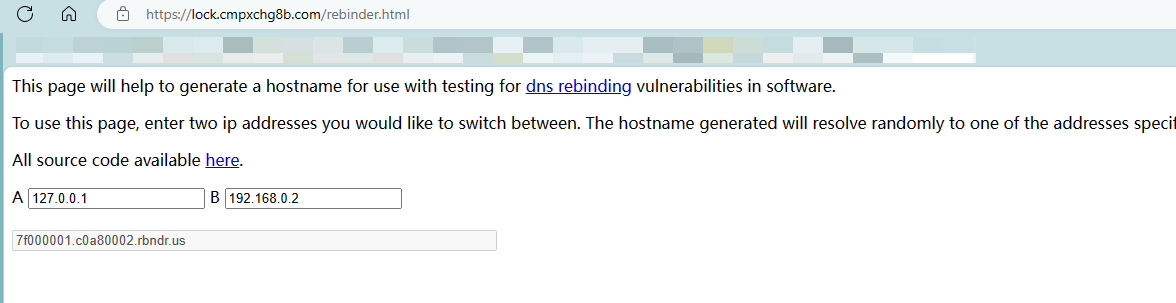 https://lock.cmpxchg8b.com/rebinder.html
This page will help to generate a hostname for use with testing for dns rebinding vulnerabilities in software.
To use this page, enter two ip addresses you would like to switch between. The hostname generated will resolve randomly to one of the addresses
All source code available here.
A 127.0.0.1 B 192.168.0.2
7f000001.c0a80002.rbndr.us